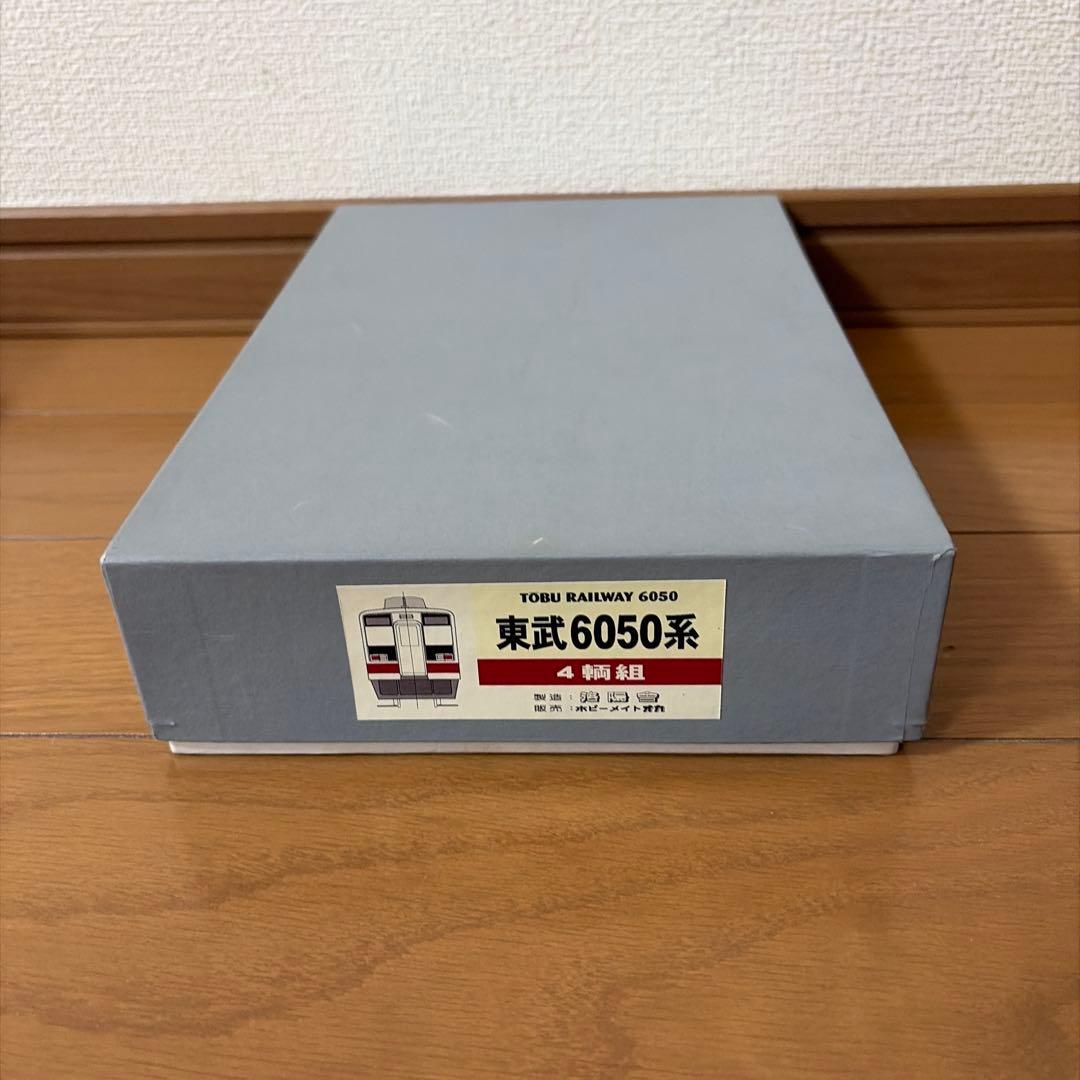 TOBU RAILWAY 6050
東武6050系
4輌組
製造：洛陽舎
販売：ホビーメイトオカ